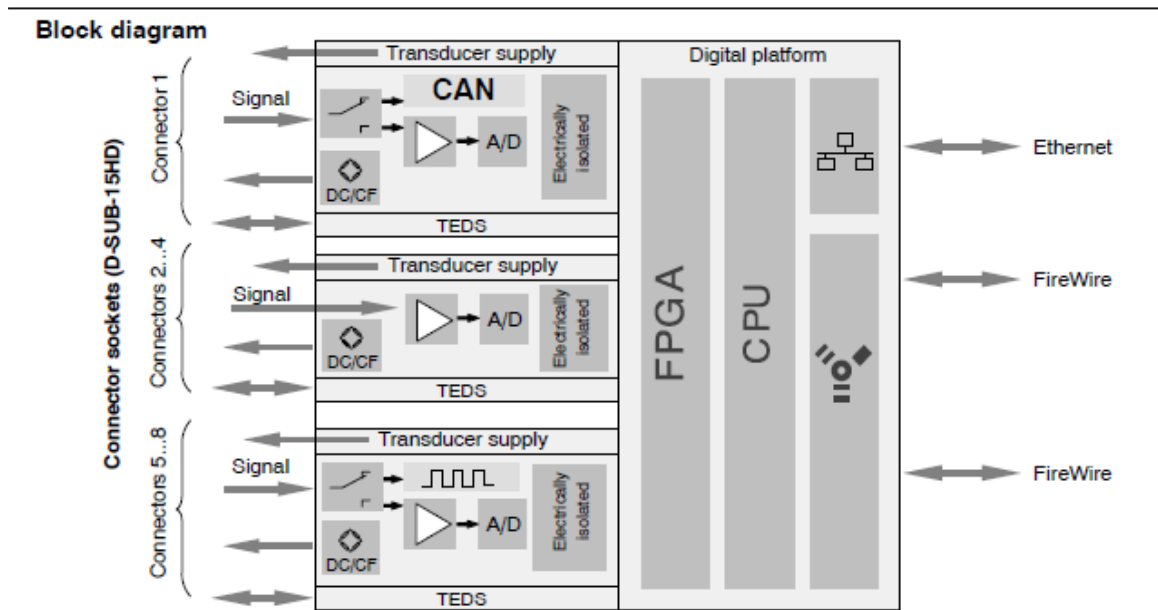 Block diagram
Connector sockets (D-SUB-15HD)
Connector 1
Signal
Transducer supply
CAN
A/D
DC/CF
Electrically
isolated
TEDS
Connectors 2...4
Signal
Transducer supply
A/D
DC/CF
Electrically
isolated
TEDS
Connectors 5...8
Signal
Transducer supply
A/D
DC/CF
Electrically
isolated
TEDS
Digital platform
FPGA
CPU
Ethernet
FireWire
FireWire